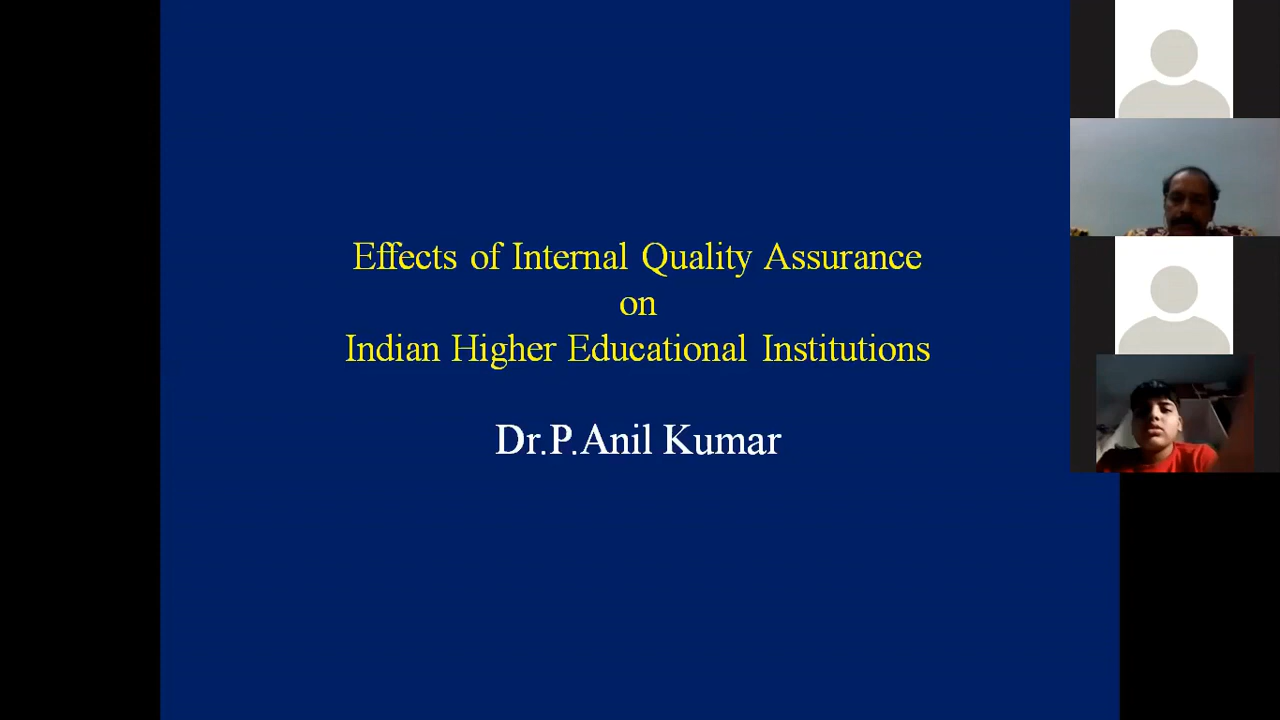 Effects of Internal Quality Assurance
on
Indian Higher Educational Institutions
Dr.P.Anil Kumar